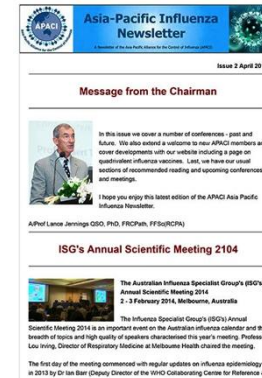 APACI
Asia-Pacific Influenza
Newsletter
A Newsletter of the Asia-Pacific Alliance for the Control of Influenza (APACI)
Issue 2 April 20
Message from the Chairman
In this issue we cover a number of conferences - past and
future. We also extend a welcome to new APACI members a
cover developments with our website including a page on
quadrivalent influenza vaccines. Last, we have our usual
sections of recommended reading and upcoming conferences
and meetings.
I hope you enjoy this latest edition of the APACI Asia Pacific
Influenza Newsletter.
A/Prof Lance Jennings QSO, PhD, FRCPath, FFSc(RCPA)
ISG's Annual Scientific Meeting 2104
The Australian Influenza Specialist Group's (ISG's
Annual Scientific Meeting 2014
2 - 3 February 2014, Melbourne, Australia
The Influenza Specialist Group's (ISG's) Annual
Scientific Meeting 2014 is an important event on the Australian influenza calendar and th
breadth of topics and high quality of speakers characterised this year's meeting. Profess
Lou Irving, Director of Respiratory Medicine at Melbourne Health chaired the meeting.
The first day of the meeting commenced with regular updates on influenza epidemiology
in 2013 by Dr Ian Barr (Deputy Director of the WHO Collaborating Centre for Reference